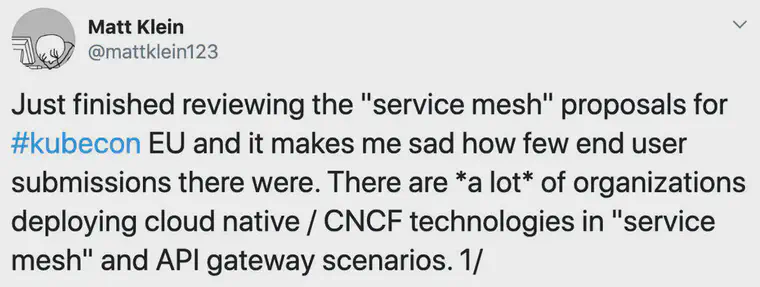 Matt Klein
@mattklein123
Just finished reviewing the "service mesh" proposals for
#kubecon EU and it makes me sad how few end user
submissions there were. There are *a lot* of organizations
deploying cloud native / CNCF technologies in "service
mesh" and API gateway scenarios. 1/